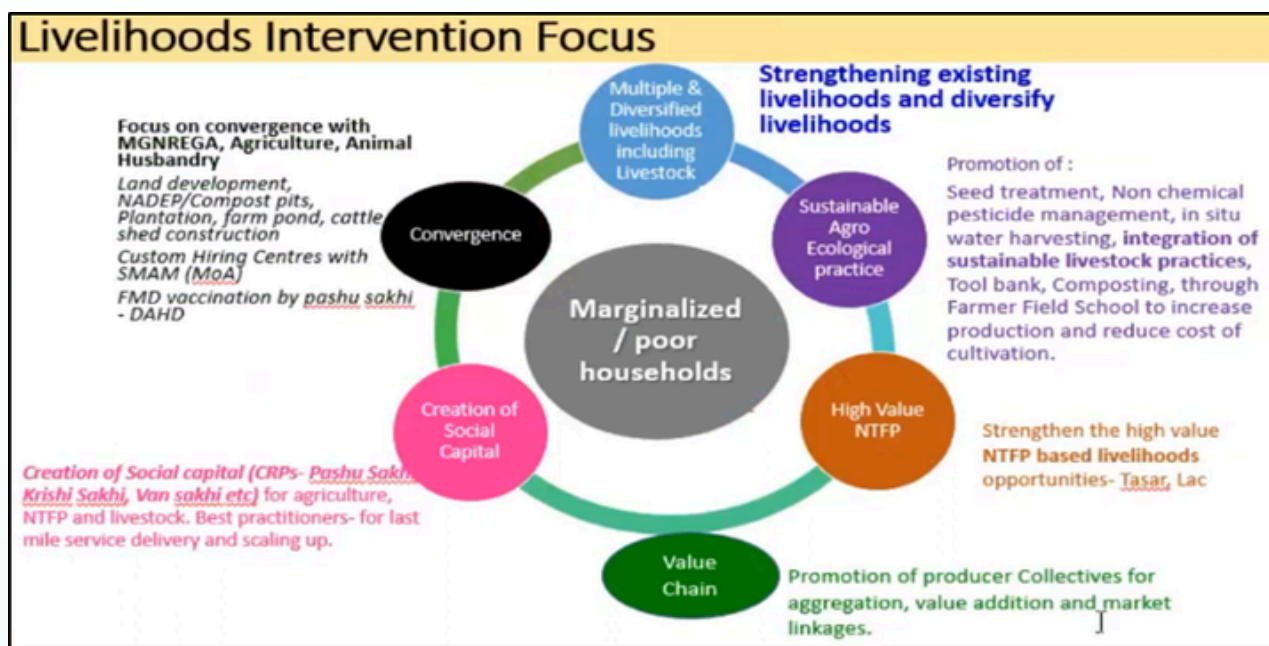 Livelihoods Intervention Focus
Multiple &
Diversified
livelihoods
including
Livestock
Strengthening existing
livelihoods and diversify
livelihoods
Sustainable
Agro
Ecological
practice
Promotion of :
Seed treatment, Non chemical
pesticide management, in situ
water harvesting, integration of
sustainable livestock practices,
Tool bank, Composting, through
Farmer Field School to increase
production and reduce cost of
cultivation.
High Value
NTFP
Strengthen the high value
NTFP based livelihoods
opportunities- Tasar, Lac
Value
Chain
Promotion of producer Collectives for
aggregation, value addition and market
linkages.
Creation of
Social
Capital
Creation of Social capital (CRPs- Pashu Sakh
Krishi Sakhi, Van sakhi etc) for agriculture,
NTFP and livestock. Best practitioners- for last
mile service delivery and scaling up.
Convergence
Focus on convergence with
MGNREGA, Agriculture, Animal
Husbandry
Land development,
NADEP/Compost pits,
Plantation, farm pond, cattle
shed construction
Custom Hiring Centres with
SMAM (MoA)
FMD vaccination by pashu sakhi
- DAHD
Marginalized
/ poor
households